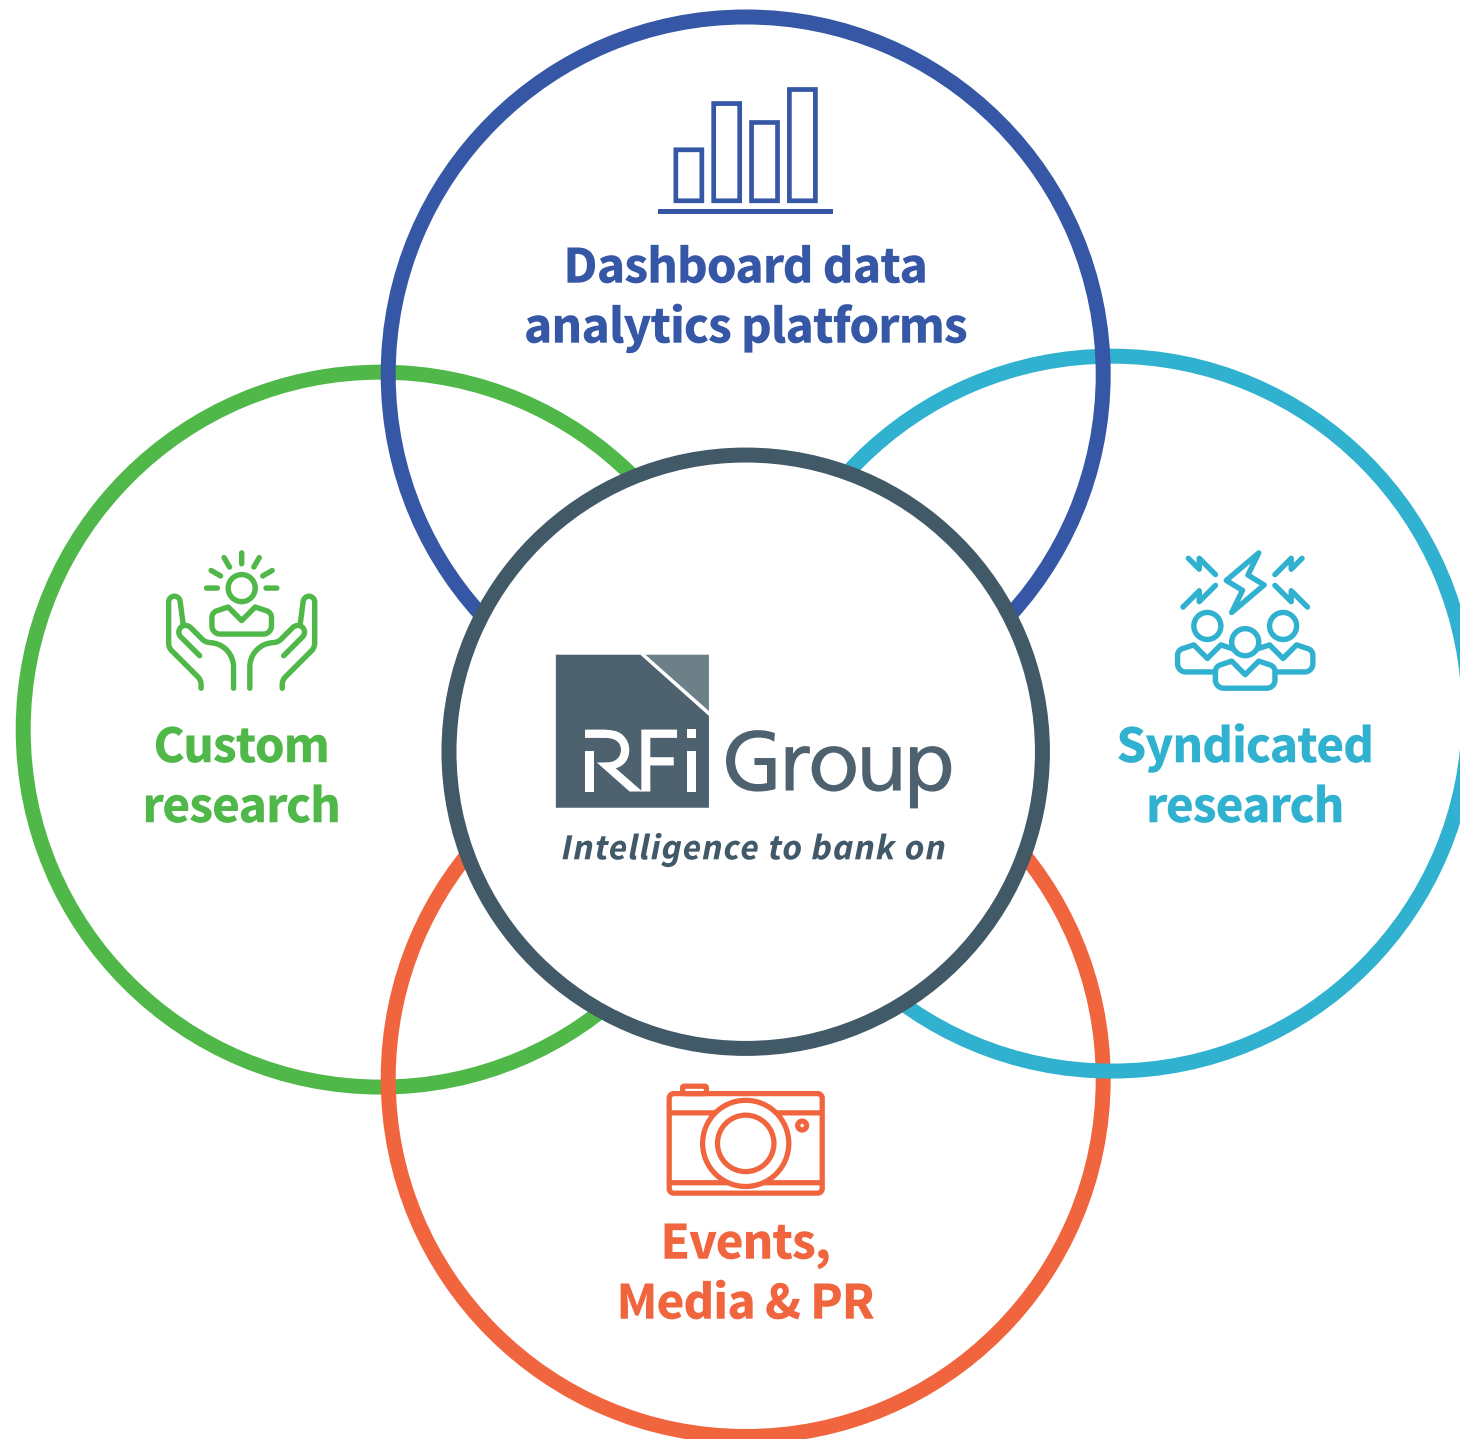 Dashboard data
analytics platforms
Custom
research
RFi Group
Intelligence to bank on
Syndicated
research
Events,
Media & PR